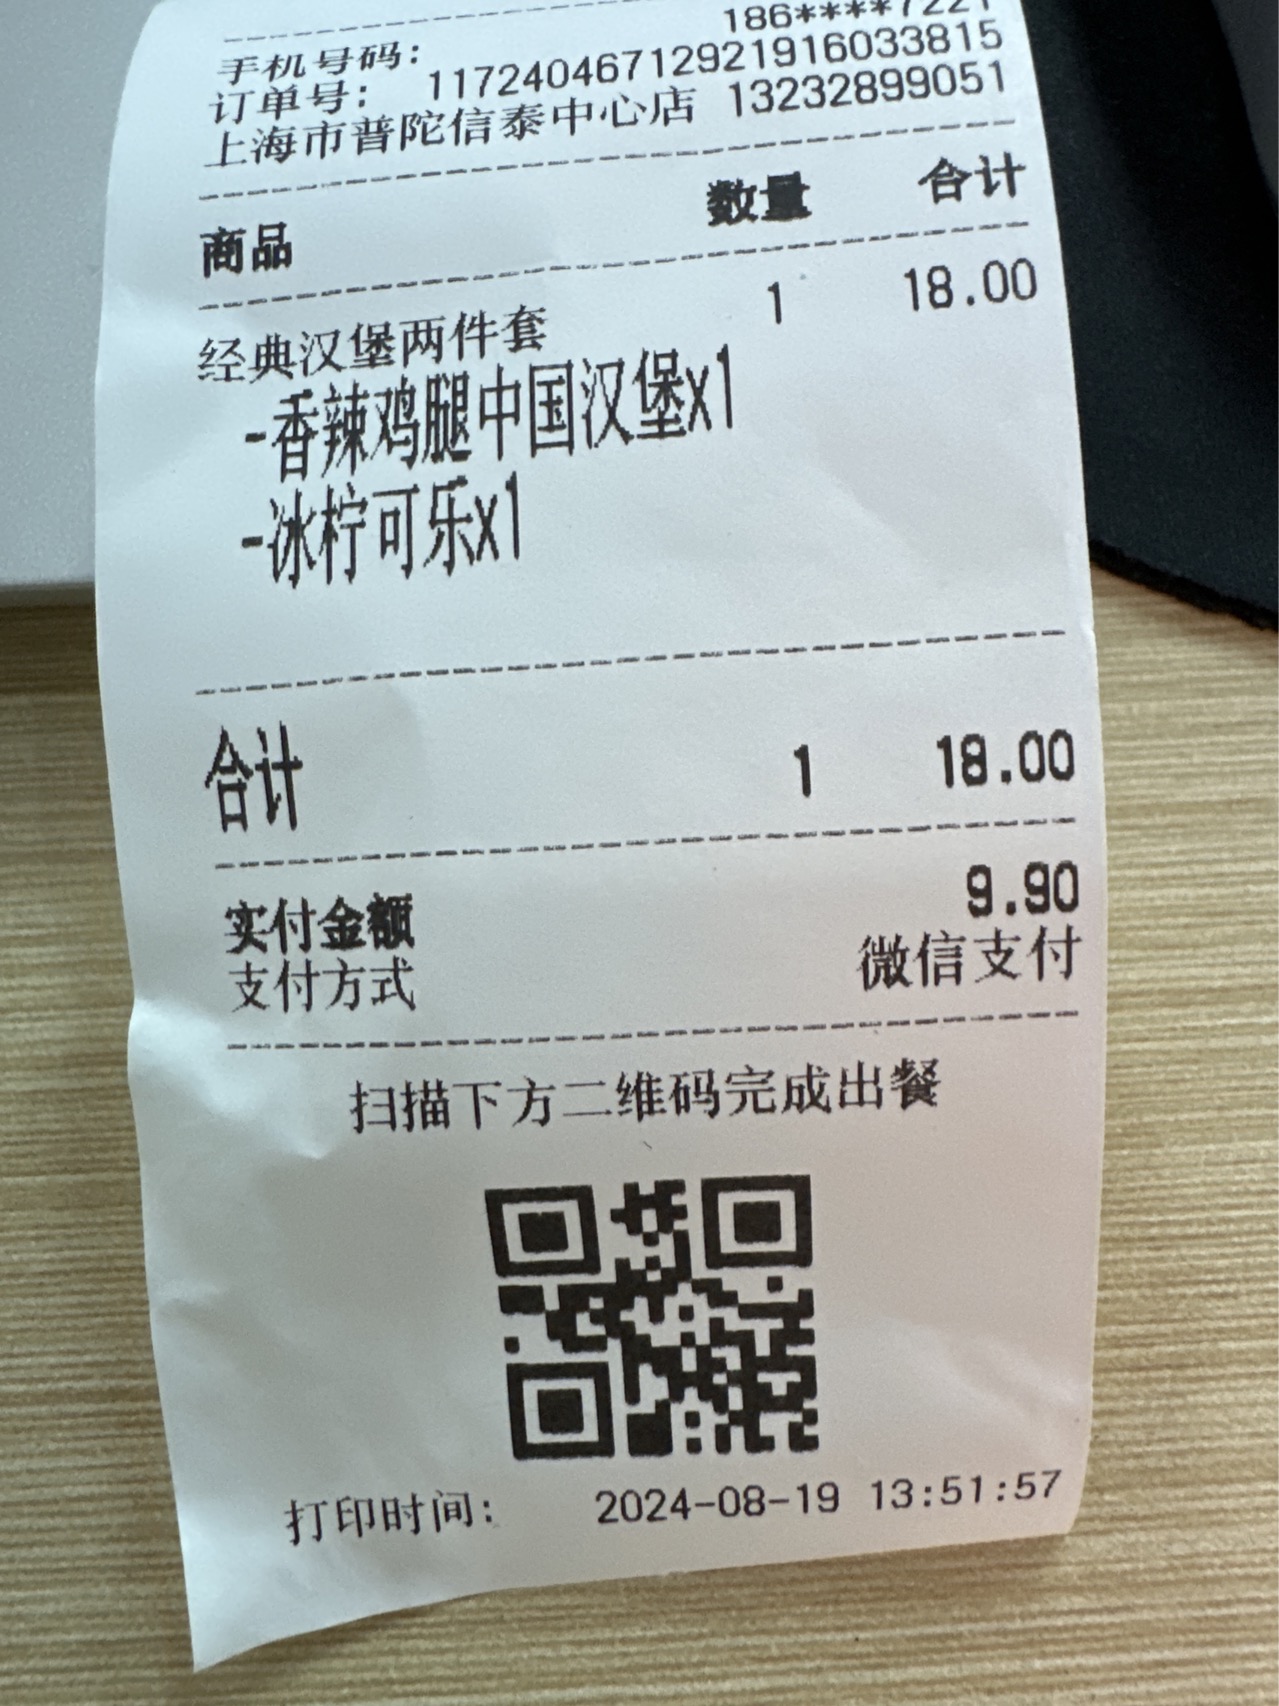 186****7221
手机号码:
订单号: 11724046712921916033815
上海市普陀信泰中心店 13232899051
商品 数量 合计
经典汉堡两件套 1 18.00
-香辣鸡腿中国汉堡x1
-冰柠可乐x1
合计 1 18.00
实付金额 9.90
支付方式 微信支付
扫描下方二维码完成出餐
打印时间: 2024-08-19 13:51:57